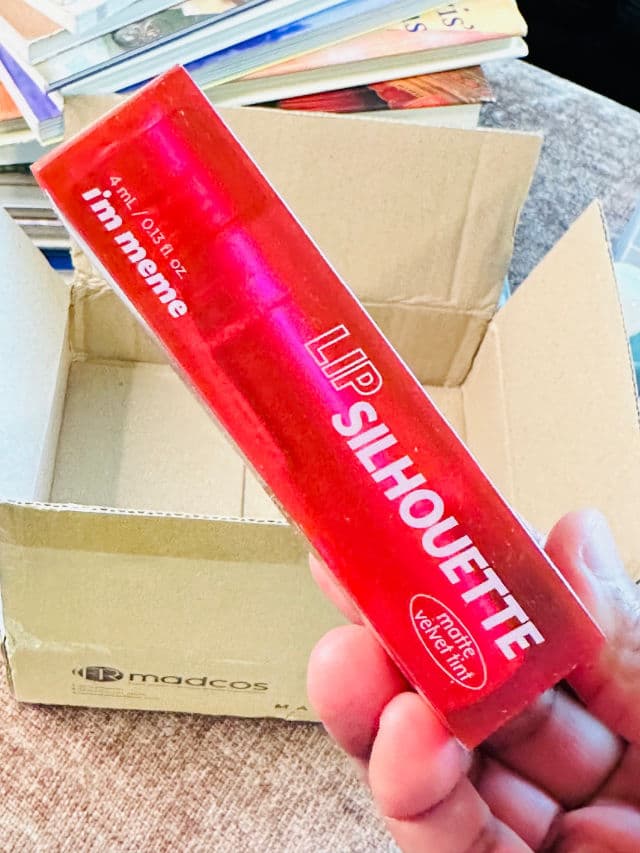 4 mL / 0.13 fl. oz
i'm meme
LIP
SILHOUETTE
matte
velvet tint
madcos